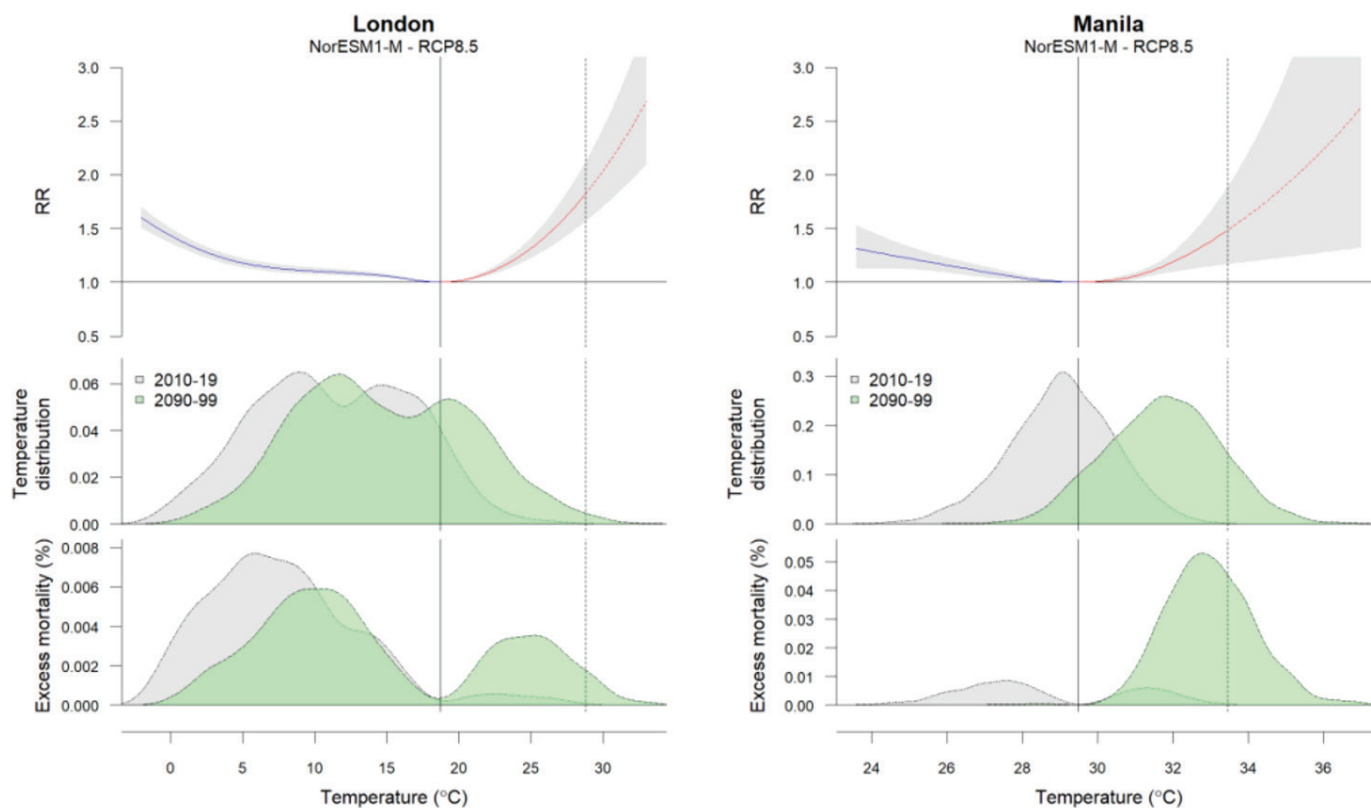 London
NorESM1-M - RCP8.5
3.0
2.5
2.0
1.5
1.0
0.5
RR
2010-19
2090-99
0.06
0.04
0.02
0.00
Temperature
distribution
0.008
0.006
0.004
0.002
0.000
Excess mortality (%)
0 5 10 15 20 25 30
Temperature (°C)
Manila
NorESM1-M - RCP8.5
3.0
2.5
2.0
1.5
1.0
0.5
RR
2010-19
2090-99
0.3
0.2
0.1
0.0
Temperature
distribution
0.05
0.04
0.03
0.02
0.01
0.00
Excess mortality (%)
24 26 28 30 32 34 36
Temperature (°C)